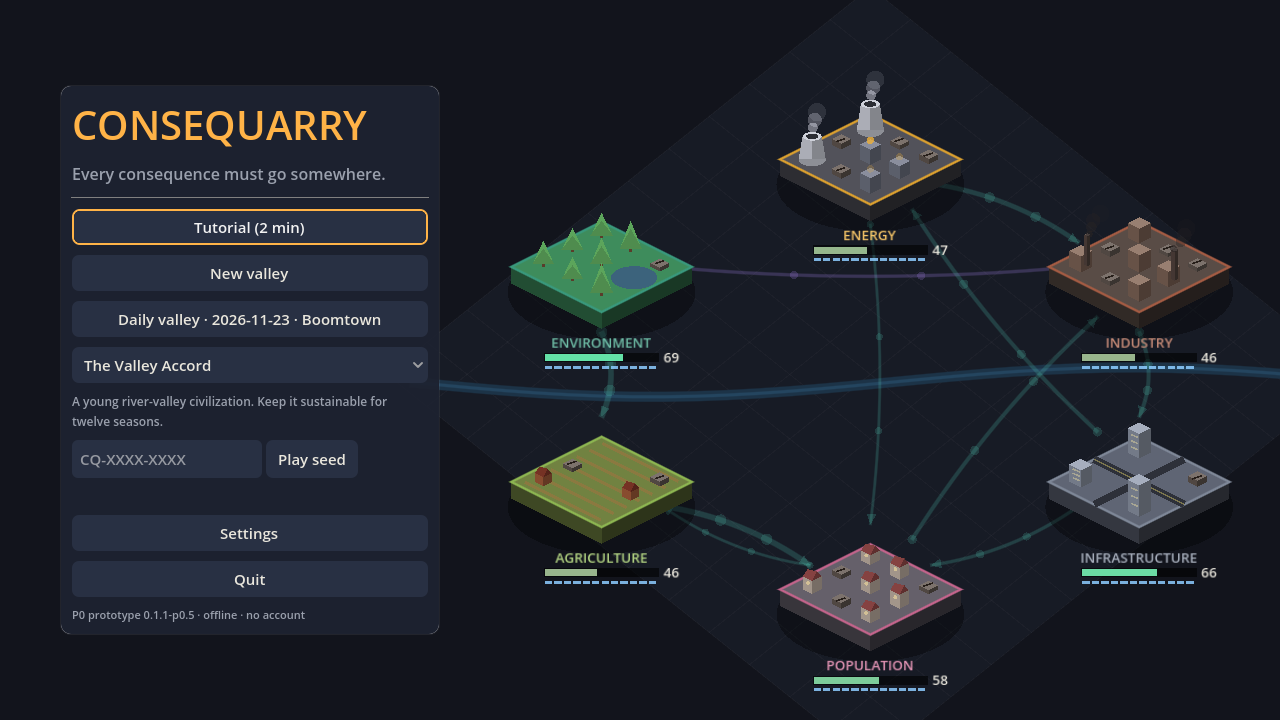 CONSEQUARRY
Every consequence must go somewhere.
Tutorial (2 min)
New valley
Daily valley · 2026-11-23 · Boomtown
The Valley Accord
A young river-valley civilization. Keep it sustainable for
twelve seasons.
CQ-XXXX-XXXX
Play seed
Settings
Quit
P0 prototype 0.1.1-p0.5 · offline · no account
ENERGY
47
ENVIRONMENT
69
INDUSTRY
46
AGRICULTURE
46
INFRASTRUCTURE
66
POPULATION
58